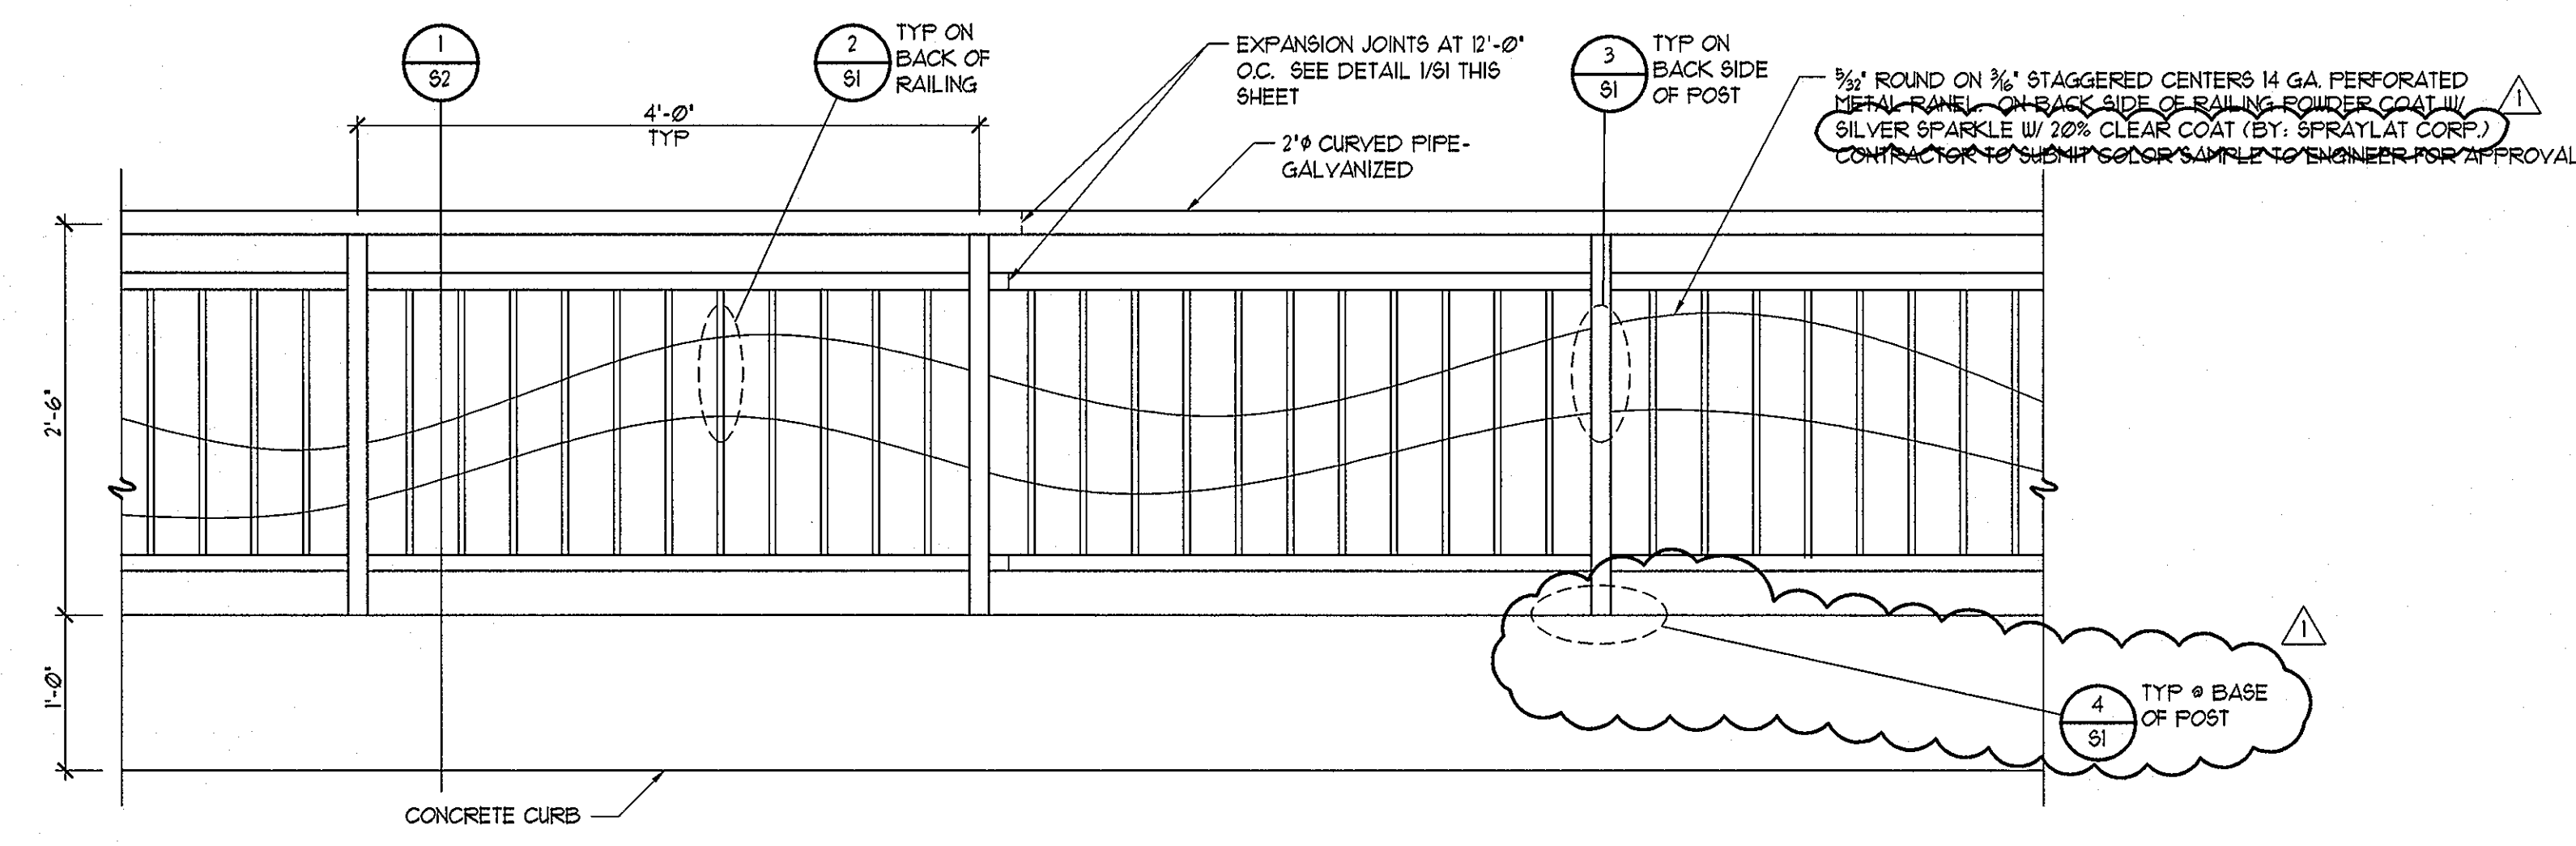 1
S2
2
S1
TYP ON
BACK OF
RAILING
EXPANSION JOINTS AT 12'-0"
O.C. SEE DETAIL 1/S1 THIS
SHEET
3
S1
TYP ON
BACK SIDE
OF POST
5/32" ROUND ON 3/16" STAGGERED CENTERS 14 GA. PERFORATED
METAL PANEL. ON BACK SIDE OF RAILING POWDER COAT W/
SILVER SPARKLE W/ 20% CLEAR COAT (BY: SPRAYLAT CORP.)
CONTRACTOR TO SUBMIT COLOR SAMPLE TO ENGINEER FOR APPROVAL
1
4'-0"
TYP
2"Ø CURVED PIPE-
GALVANIZED
2'-6"
1'-0"
1
4
S1
TYP @ BASE
OF POST
CONCRETE CURB